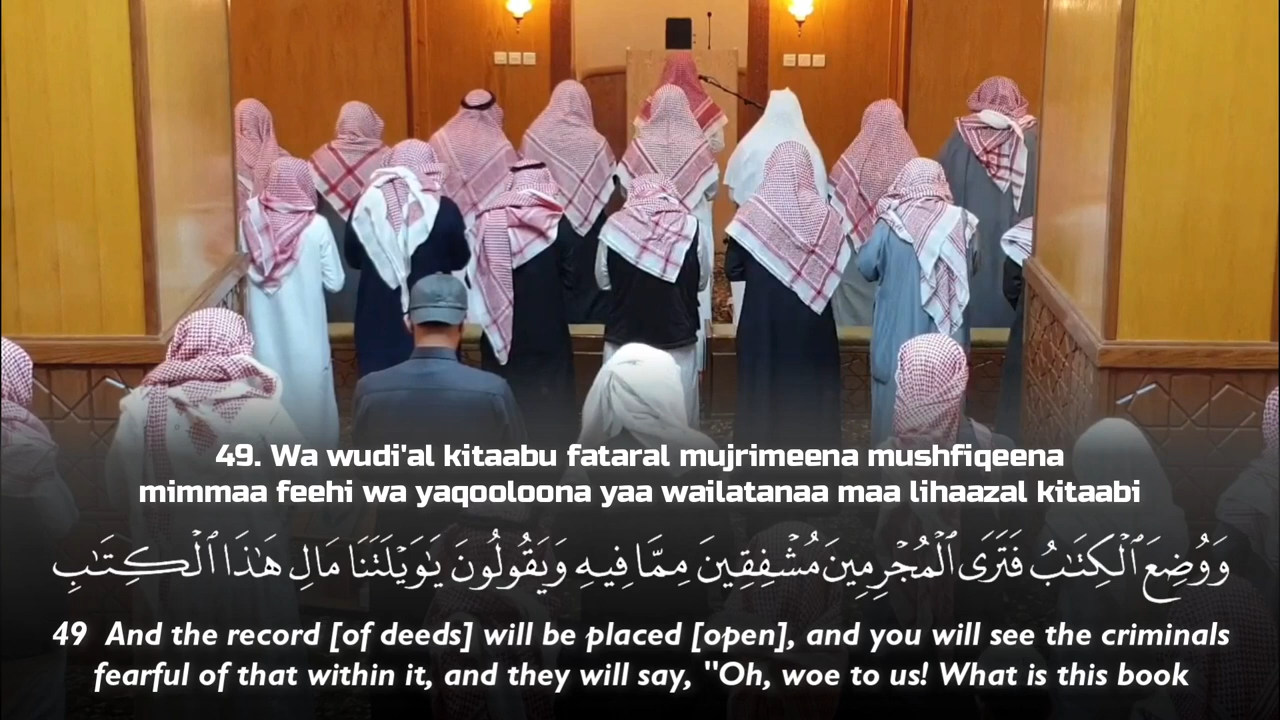 49. Wa wudi'al kitaabu fataral mujrimeena mushfiqeena
mimmaa feehi wa yaqooloona yaa wailatanaa maa lihaazal kitaabi
وَوُضِعَ ٱلْكِتَـٰبُ فَتَرَى ٱلْمُجْرِمِينَ مُشْفِقِينَ مِمَّا فِيهِ وَيَقُولُونَ يَـٰوَيْلَتَنَا مَالِ هَـٰذَا ٱلْكِتَـٰبِ
49 And the record [of deeds] will be placed [open], and you will see the criminals
fearful of that within it, and they will say, "Oh, woe to us! What is this book